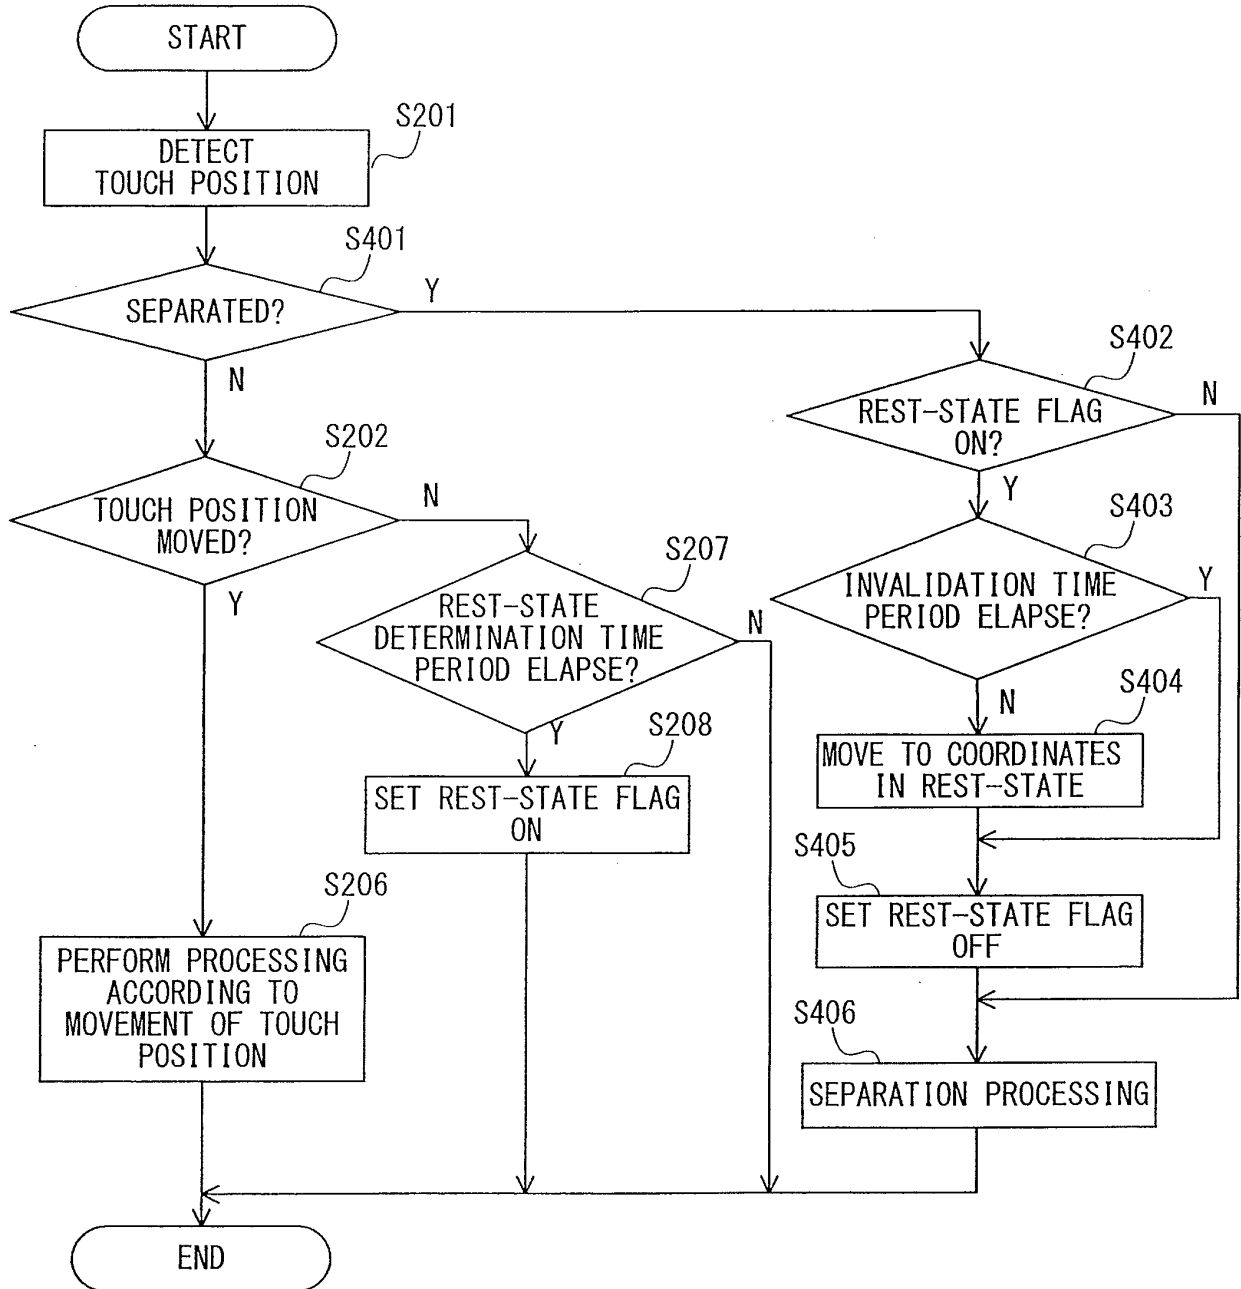 START
S201
DETECT
TOUCH POSITION
S401
SEPARATED?
Y
N
S402
REST-STATE FLAG
ON?
N
Y
S202
TOUCH POSITION
MOVED?
N
Y
S403
INVALIDATION TIME
PERIOD ELAPSE?
Y
N
S207
REST-STATE
DETERMINATION TIME
PERIOD ELAPSE?
N
Y
S404
MOVE TO COORDINATES
IN REST-STATE
S208
SET REST-STATE FLAG
ON
S405
SET REST-STATE FLAG
OFF
S206
PERFORM PROCESSING
ACCORDING TO
MOVEMENT OF TOUCH
POSITION
S406
SEPARATION PROCESSING
END